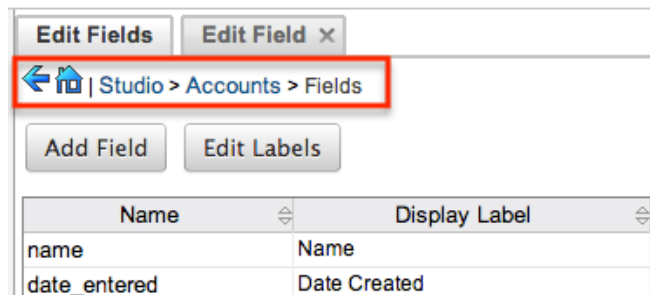 Edit Fields Edit Field ×
| Studio > Accounts > Fields
Add Field Edit Labels
Name Display Label
name Name
date_entered Date Created